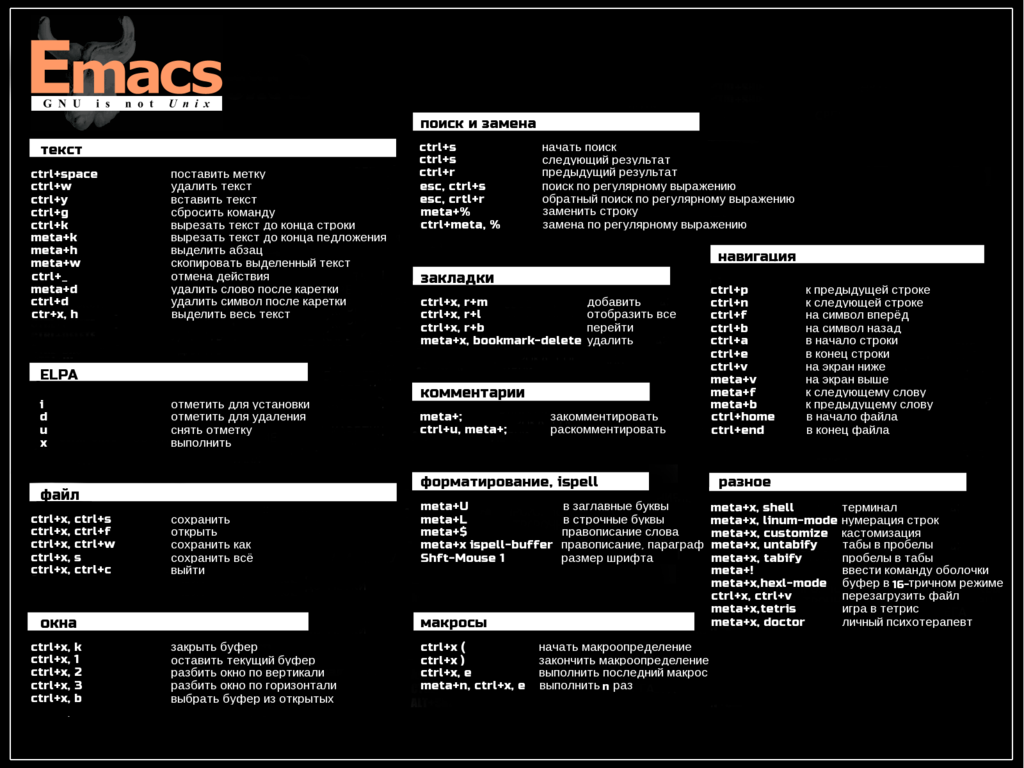 Emacs
GNU is not Unix
текст
ctrl+space поставить метку
ctrl+w удалить текст
ctrl+y вставить текст
ctrl+g сбросить команду
ctrl+k вырезать текст до конца строки
meta+k вырезать текст до конца педложения
meta+h выделить абзац
meta+w скопировать выделенный текст
ctrl+_ отмена действия
meta+d удалить слово после каретки
ctrl+d удалить символ после каретки
ctr+x, h выделить весь текст
ELPA
i отметить для установки
d отметить для удаления
u снять отметку
x выполнить
файл
ctrl+x, ctrl+s сохранить
ctrl+x, ctrl+f открыть
ctrl+x, ctrl+w сохранить как
ctrl+x, s сохранить всё
ctrl+x, ctrl+c выйти
окна
ctrl+x, k закрыть буфер
ctrl+x, 1 оставить текущий буфер
ctrl+x, 2 разбить окно по вертикали
ctrl+x, 3 разбить окно по горизонтали
ctrl+x, b выбрать буфер из открытых
поиск и замена
ctrl+s начать поиск
ctrl+s следующий результат
ctrl+r предыдущий результат
esc, ctrl+s поиск по регулярному выражению
esc, crtl+r обратный поиск по регулярному выражению
meta+% заменить строку
ctrl+meta, % замена по регулярному выражению
закладки
ctrl+x, r+m добавить
ctrl+x, r+l отобразить все
ctrl+x, r+b перейти
meta+x, bookmark-delete удалить
комментарии
meta+; закомментировать
ctrl+u, meta+; раскомментировать
форматирование, ispell
meta+U в заглавные буквы
meta+L в строчные буквы
meta+$ правописание слова
meta+x ispell-buffer правописание, параграф
Shft-Mouse 1 размер шрифта
макросы
ctrl+x ( начать макроопределение
ctrl+x ) закончить макроопределение
ctrl+x, e выполнить последний макрос
meta+n, ctrl+x, e выполнить n раз
навигация
ctrl+p к предыдущей строке
ctrl+n к следующей строке
ctrl+f на символ вперёд
ctrl+b на символ назад
ctrl+a в начало строки
ctrl+e в конец строки
ctrl+v на экран ниже
meta+v на экран выше
meta+f к следующему слову
meta+b к предыдущему слову
ctrl+home в начало файла
ctrl+end в конец файла
разное
meta+x, shell терминал
meta+x, linum-mode нумерация строк
meta+x, customize кастомизация
meta+x, untabify табы в пробелы
meta+x, tabify пробелы в табы
meta+! ввести команду оболочки
meta+x,hexl-mode буфер в 16-тричном режиме
ctrl+x, ctrl+v перезагрузить файл
meta+x,tetris игра в тетрис
meta+x, doctor личный психотерапевт